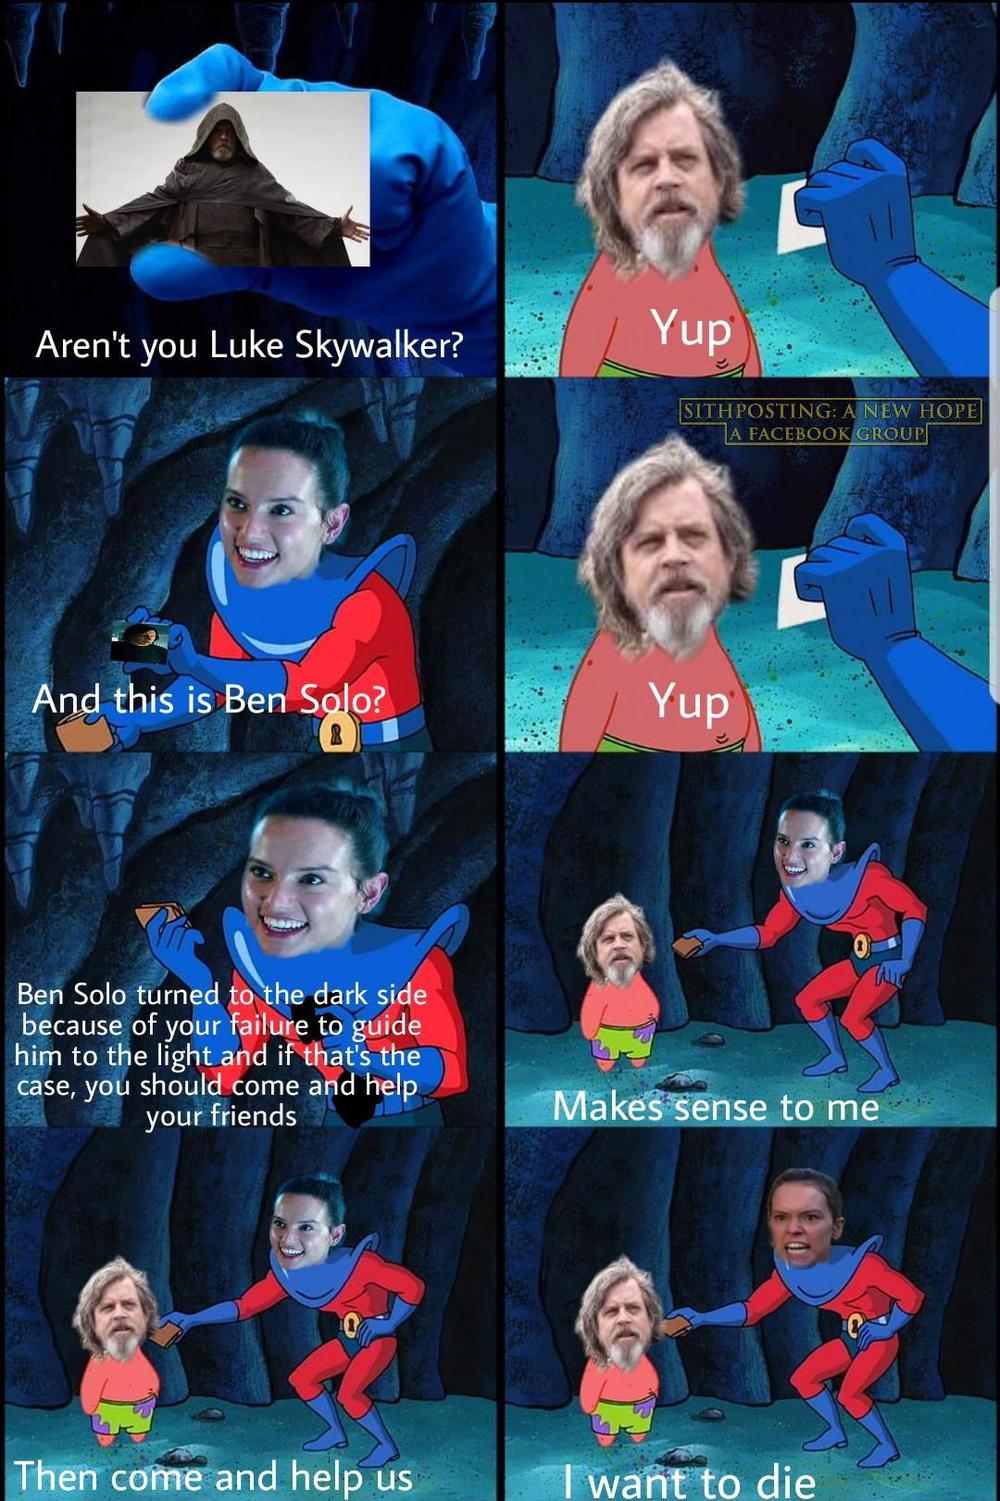 Aren't you Luke Skywalker?
Yup
And this is Ben Solo?
SITHPOSTING: A NEW HOPE
A FACEBOOK GROUP
Yup
Ben Solo turned to the dark side
because of your failure to guide
him to the light and if that's the
case, you should come and help
your friends
Makes sense to me
Then come and help us
I want to die